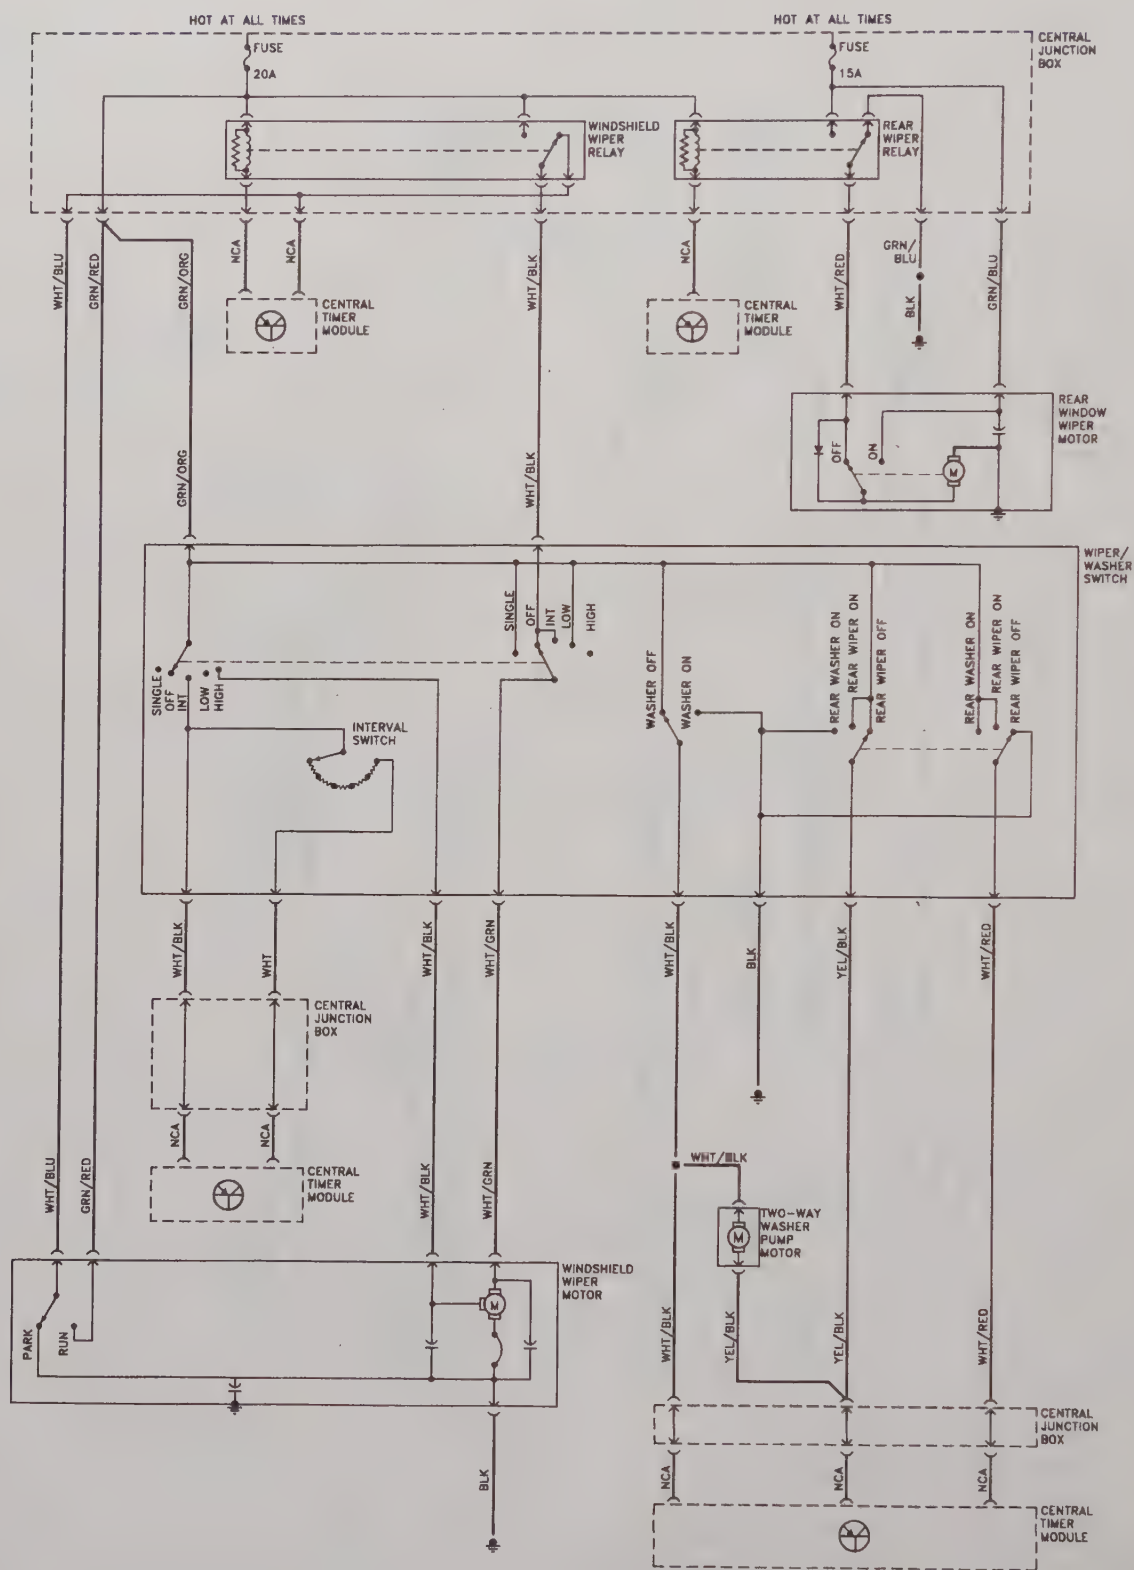 HOT AT ALL TIMES
HOT AT ALL TIMES
FUSE
20A
FUSE
15A
CENTRAL
JUNCTION
BOX
WINDSHIELD
WIPER
RELAY
REAR
WIPER
RELAY
WHT/BLU
GRN/RED
GRN/ORG
NCA
NCA
WHT/BLK
NCA
WHT/RED
GRN/
BLU
BLK
GRN/BLU
CENTRAL
TIMER
MODULE
CENTRAL
TIMER
MODULE
REAR
WINDOW
WIPER
MOTOR
OFF
ON
M
GRN/ORG
WHT/BLK
WIPER/
WASHER
SWITCH
SINGLE
OFF
INT
LOW
HIGH
SINGLE
OFF
INT
LOW
HIGH
WASHER OFF
WASHER ON
REAR WASHER ON
REAR WIPER ON
REAR WIPER OFF
REAR WASHER ON
REAR WIPER ON
REAR WIPER OFF
INTERVAL
SWITCH
WHT/BLK
WHT
WHT/BLK
WHT/GRN
WHT/BLK
BLK
YEL/BLK
WHT/RED
CENTRAL
JUNCTION
BOX
NCA
NCA
CENTRAL
TIMER
MODULE
WHT/BLU
GRN/RED
WHT/BLK
WHT/GRN
WHT/BLK
TWO-WAY
WASHER
PUMP
MOTOR
M
WINDSHIELD
WIPER
MOTOR
M
PARK
RUN
WHT/BLK
YEL/BLK
YEL/BLK
WHT/RED
BLK
CENTRAL
JUNCTION
BOX
NCA
NCA
NCA
CENTRAL
TIMER
MODULE